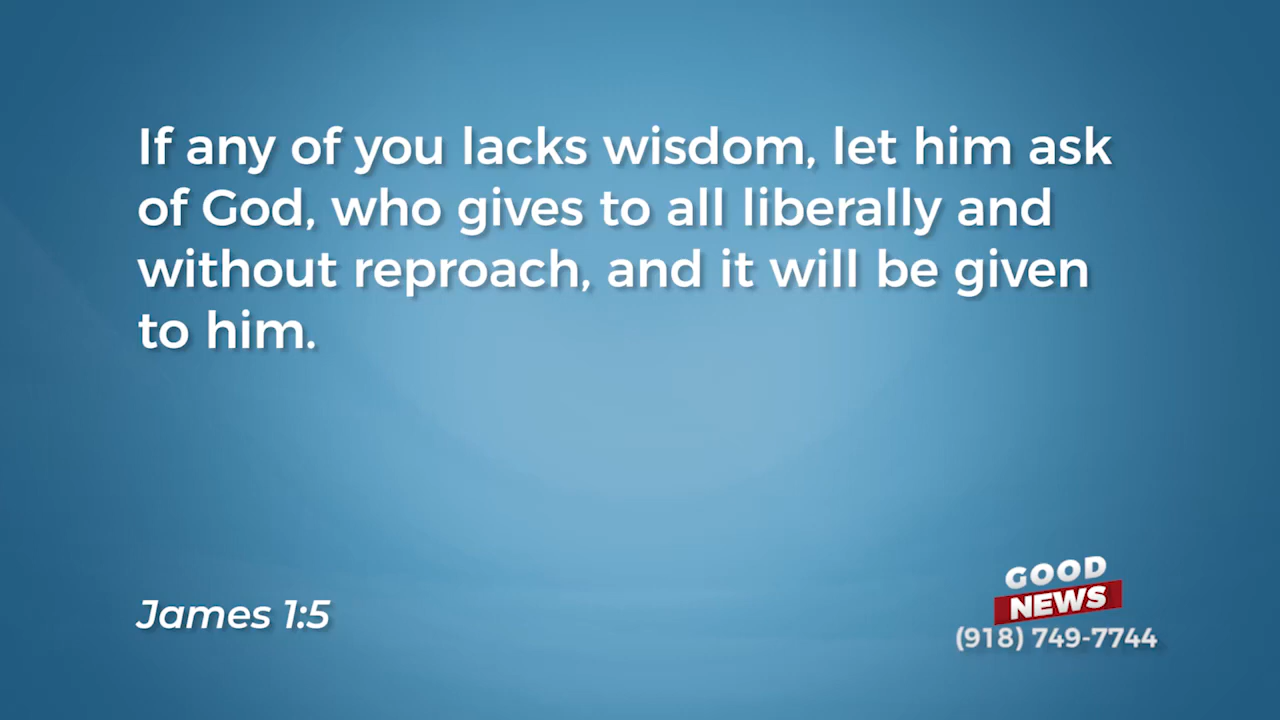 If any of you lacks wisdom, let him ask
of God, who gives to all liberally and
without reproach, and it will be given
to him.
James 1:5
GOOD
NEWS
(918) 749-7744